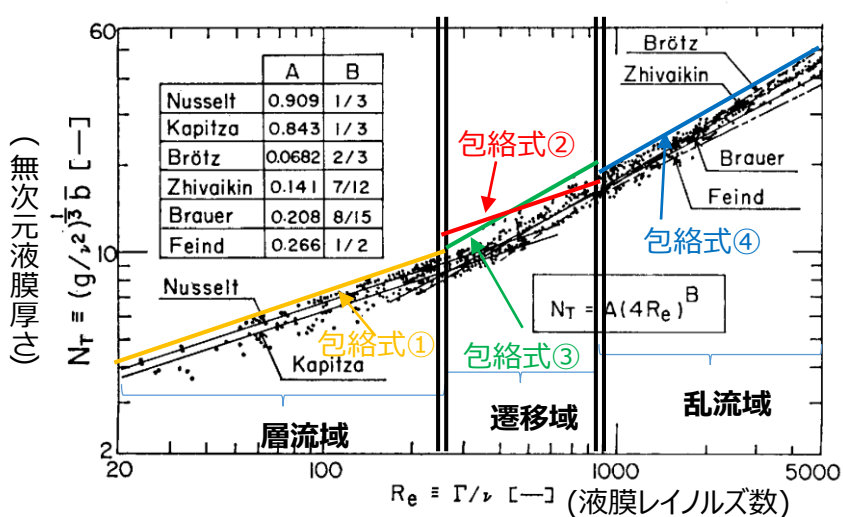 60
20
10
2
N_T ≡ (g/ν²)^{1/3} b̄ [—]
(無次元液膜厚さ)
A B
Nusselt 0.909 1/3
Kapitza 0.843 1/3
Brötz 0.0682 2/3
Zhivaikin 0.141 7/12
Brauer 0.208 8/15
Feind 0.266 1/2
包絡式②
Brötz
Zhivaikin
Brauer
Feind
包絡式④
Nusselt
包絡式①
Kapitza
包絡式③
N_T = A(4Re)^B
層流域
遷移域
乱流域
20 100 1000 5000
Re ≡ Γ/ν [—] (液膜レイノルズ数)